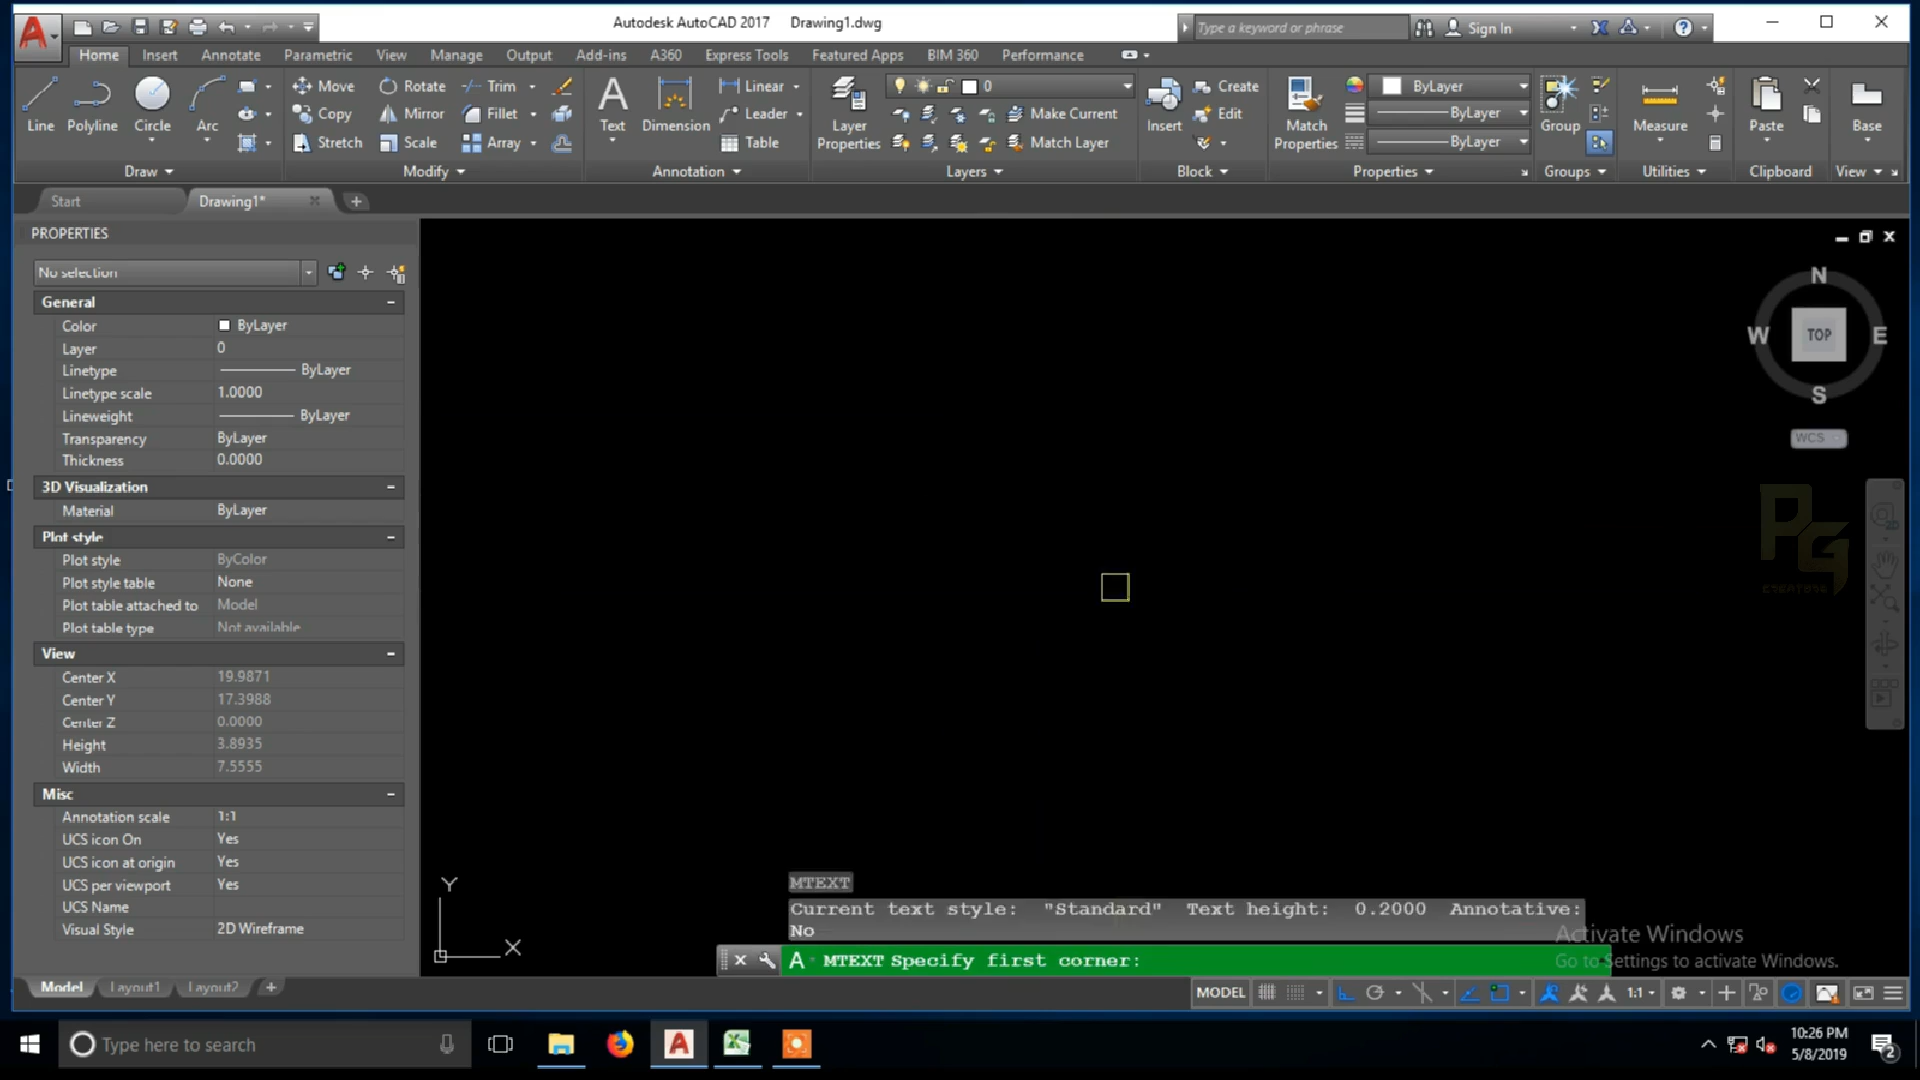 Autodesk AutoCAD 2017 Drawing1.dwg
Type a keyword or phrase
Sign In
Home Insert Annotate Parametric View Manage Output Add-ins A360 Express Tools Featured Apps BIM 360 Performance
Line Polyline Circle Arc
Move Rotate Trim
Copy Mirror Fillet
Stretch Scale Array
Text Dimension
Linear
Leader
Table
Layer Properties
0
Make Current
Match Layer
Insert
Create
Edit
Match Properties
ByLayer
ByLayer
ByLayer
Group
Measure
Paste
Base
Draw Modify Annotation Layers Block Properties Groups Utilities Clipboard View
Start Drawing1*
PROPERTIES
No selection
General
Color ByLayer
Layer 0
Linetype ByLayer
Linetype scale 1.0000
Lineweight ByLayer
Transparency ByLayer
Thickness 0.0000
3D Visualization
Material ByLayer
Plot style
Plot style ByColor
Plot style table None
Plot table attached to Model
Plot table type Not available
View
Center X 19.9871
Center Y 17.3988
Center Z 0.0000
Height 3.8935
Width 7.5555
Misc
Annotation scale 1:1
UCS icon On Yes
UCS icon at origin Yes
UCS per viewport Yes
UCS Name
Visual Style 2D Wireframe
N
W TOP E
S
WCS
PG
Y
X
MTEXT
Current text style: "Standard" Text height: 0.2000 Annotative:
No
MTEXT Specify first corner:
Activate Windows
Go to Settings to activate Windows.
Model Layout1 Layout2
MODEL 1:1
Type here to search
10:26 PM
5/8/2019
2